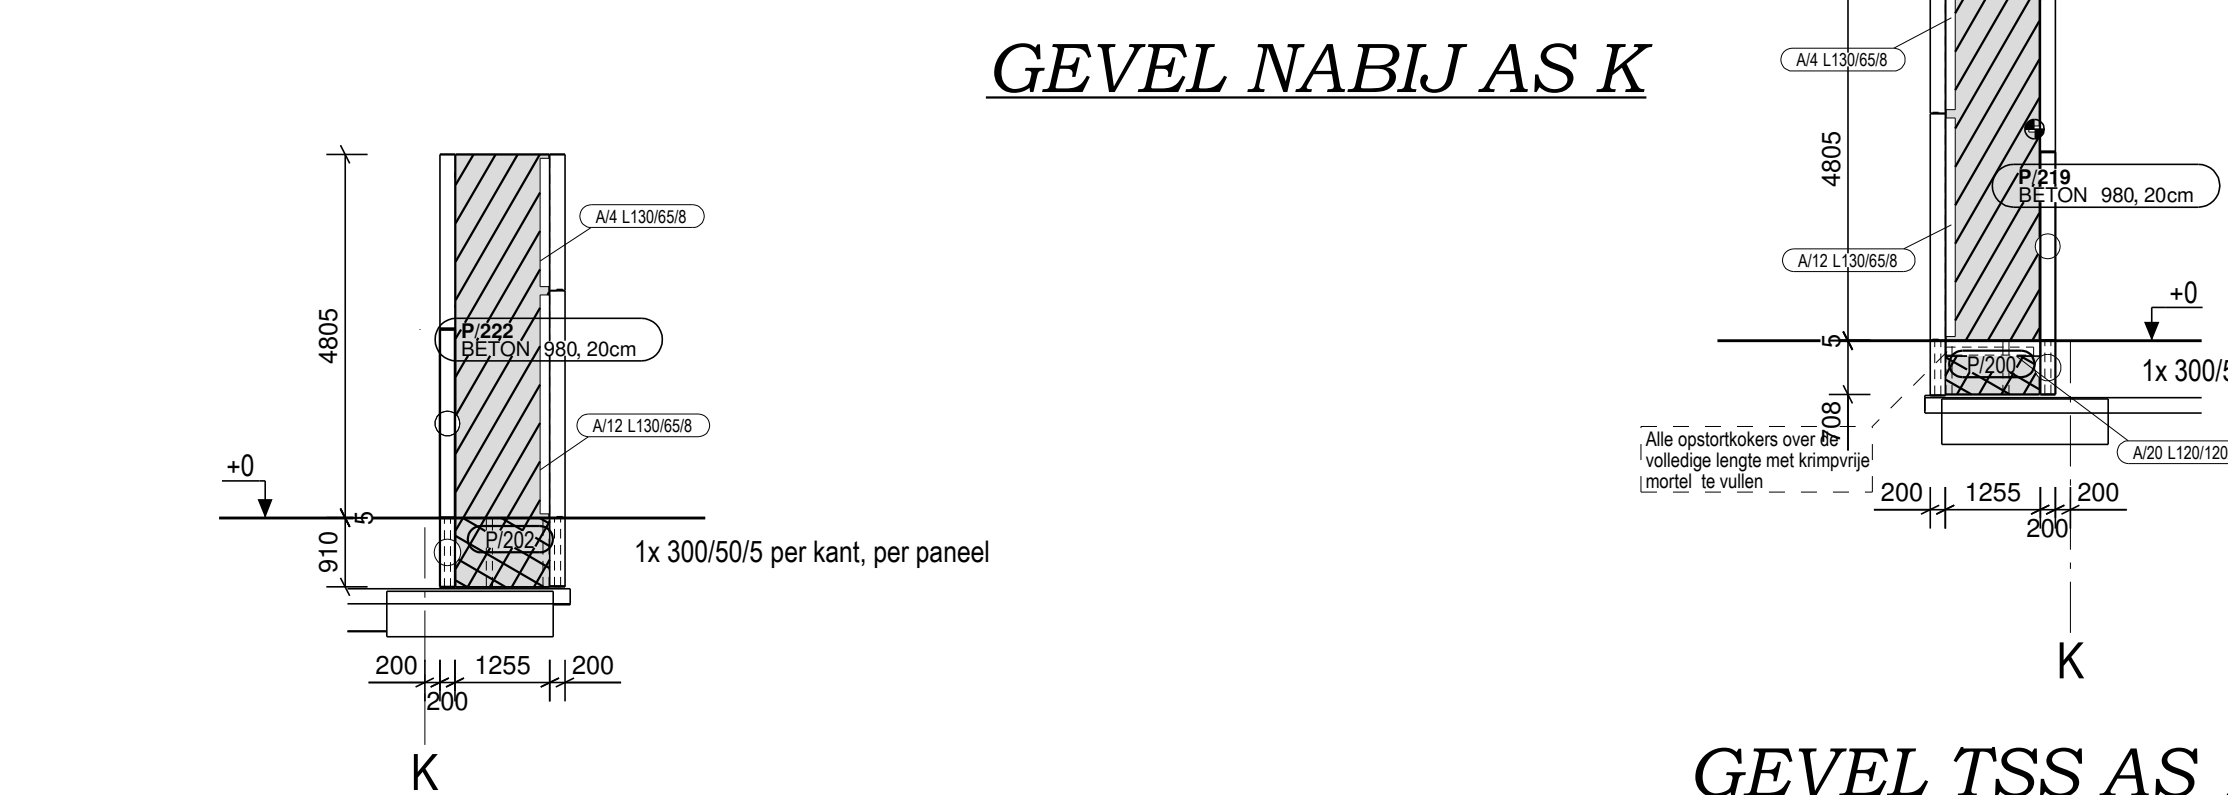 GEVEL NABIJ AS K
A/4 L130/65/8
4805
P/222
BETON 980, 20cm
A/12 L130/65/8
+0
5
910
P/202
1x 300/50/5 per kant, per paneel
200
1255
200
200
K
A/4 L130/65/8
4805
P/219
BETON 980, 20cm
A/12 L130/65/8
+0
5
P/200
1x 300/5
708
Alle opstortkokers over de
volledige lengte met krimpvrije
mortel te vullen
A/20 L120/120
200
1255
200
200
K
GEVEL TSS AS